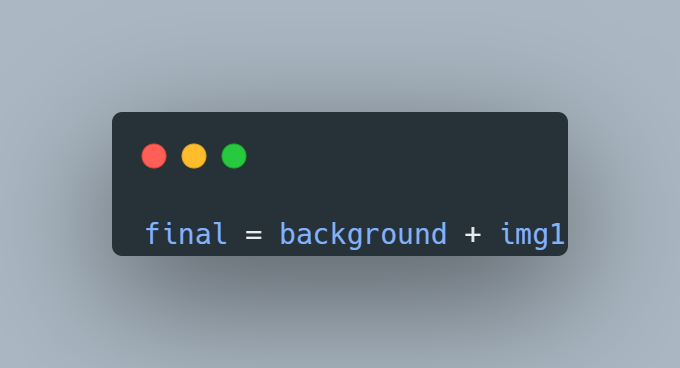 final = background + img1